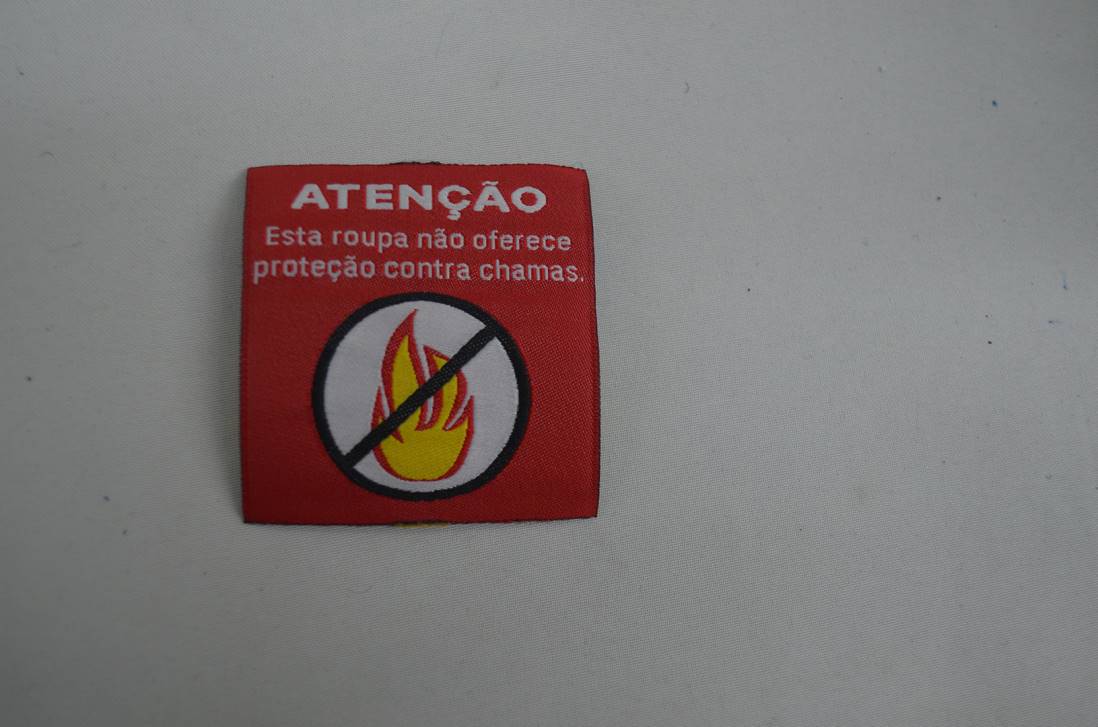 ATENÇÃO
Esta roupa não oferece
proteção contra chamas.